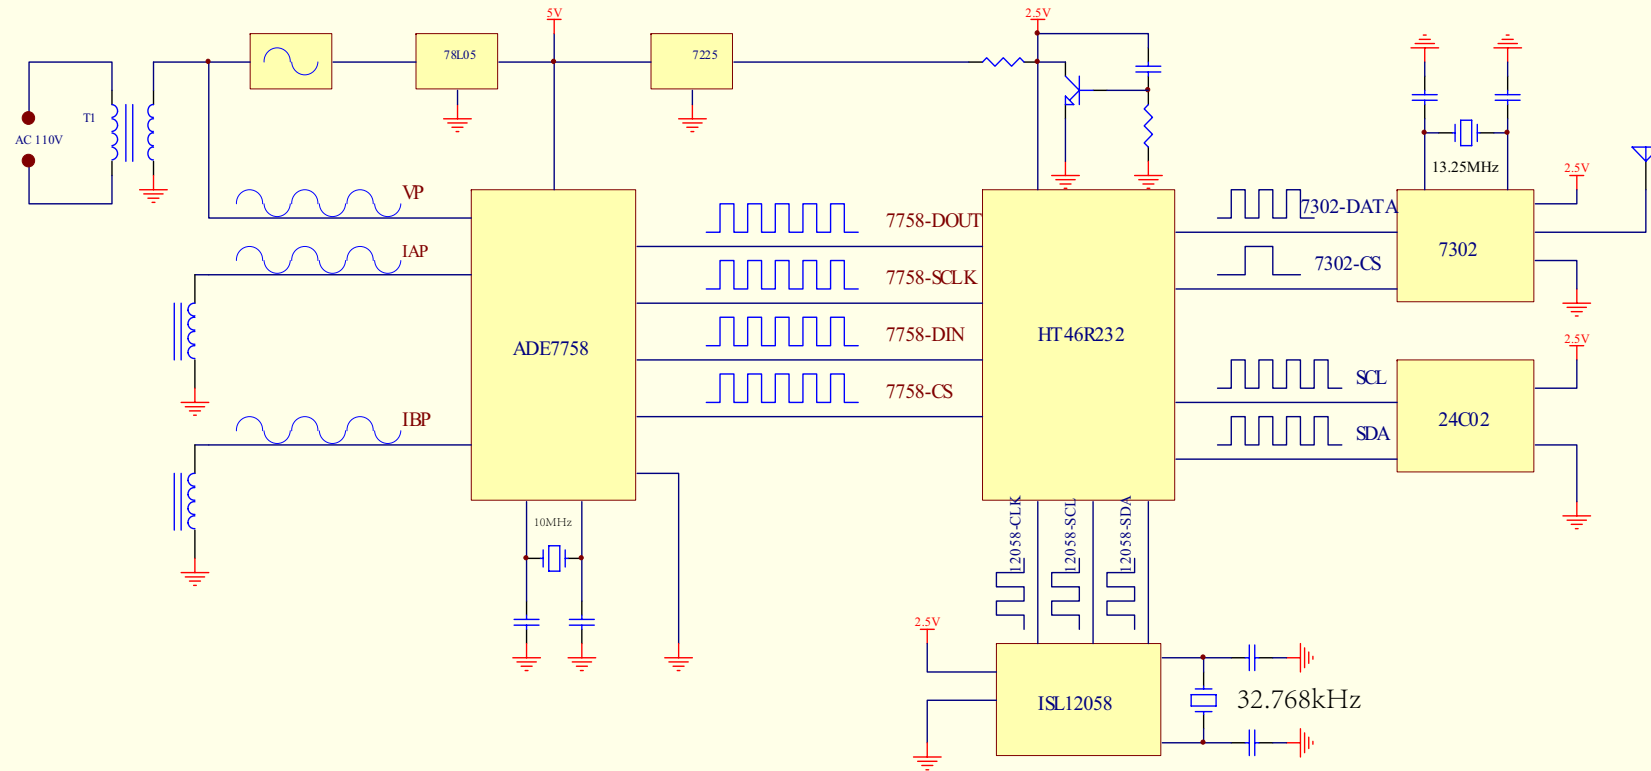 5V
2.5V
78L05
7225
T1
AC 110V
13.25MHz
2.5V
VP
7758-DOUT
7302-DATA
IAP
7758-SCLK
7302-CS
7302
ADE7758
7758-DIN
HT46R232
2.5V
7758-CS
SCL
IBP
SDA
24C02
10MHz
12058-CLK
12058-SCL
12058-SDA
2.5V
ISL12058
32.768kHz